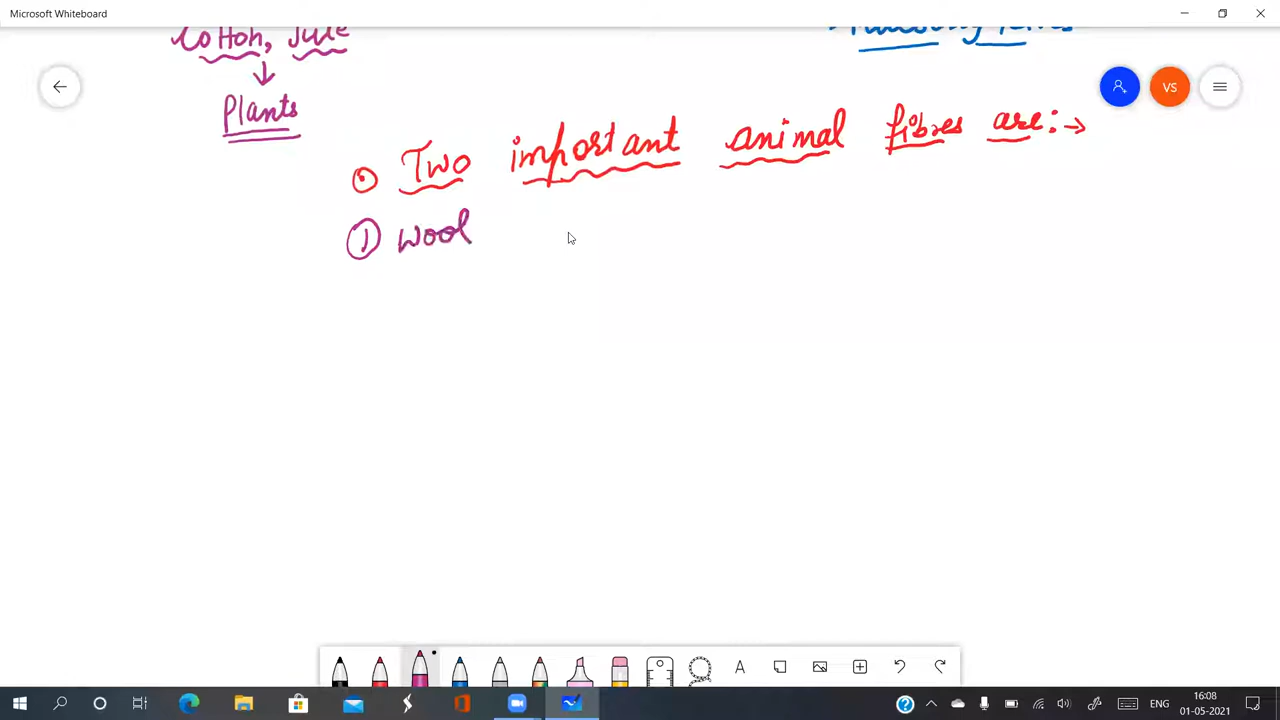 Microsoft Whiteboard
Cotton, Jute
↓
Plants
VS
Two important animal fibres are:→
① Wool
A
ENG
16:08
01-05-2021